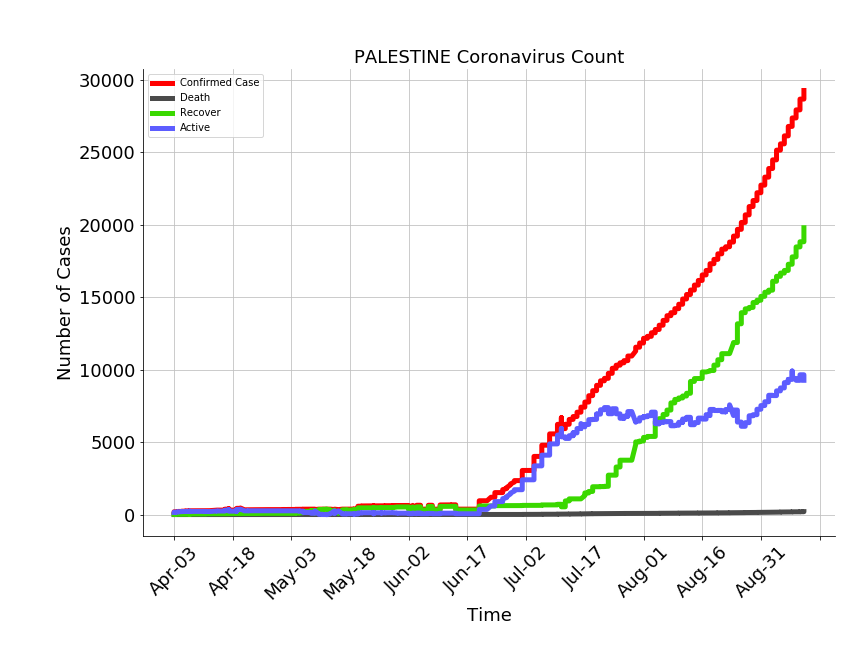 PALESTINE Coronavirus Count
Confirmed Case
Death
Recover
Active
Number of Cases
30000
25000
20000
15000
10000
5000
0
Apr-03
Apr-18
May-03
May-18
Jun-02
Jun-17
Jul-02
Jul-17
Aug-01
Aug-16
Aug-31
Time